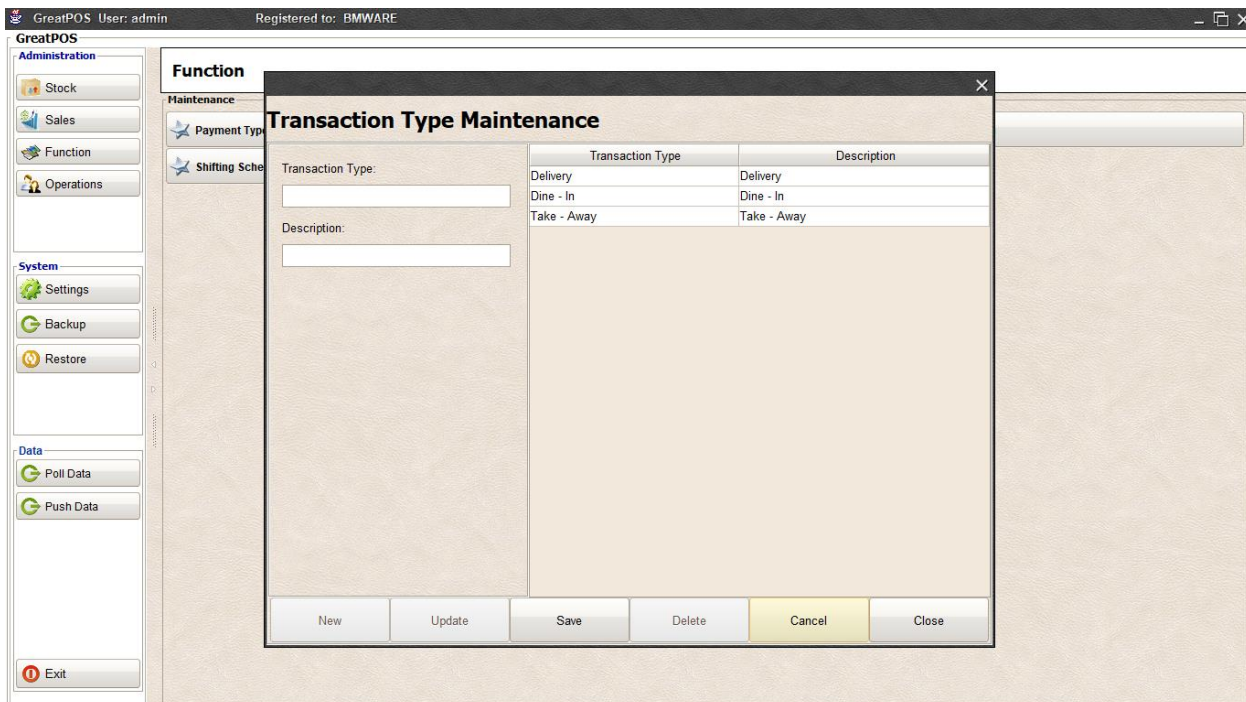 GreatPOS User: admin Registered to: BMWARE
GreatPOS
Administration
Stock
Sales
Function
Operations
System
Settings
Backup
Restore
Data
Poll Data
Push Data
Exit
Function
Maintenance
Payment Typ
Shifting Sche
Transaction Type Maintenance
Transaction Type:
Description:
Transaction Type Description
Delivery Delivery
Dine - In Dine - In
Take - Away Take - Away
New Update Save Delete Cancel Close